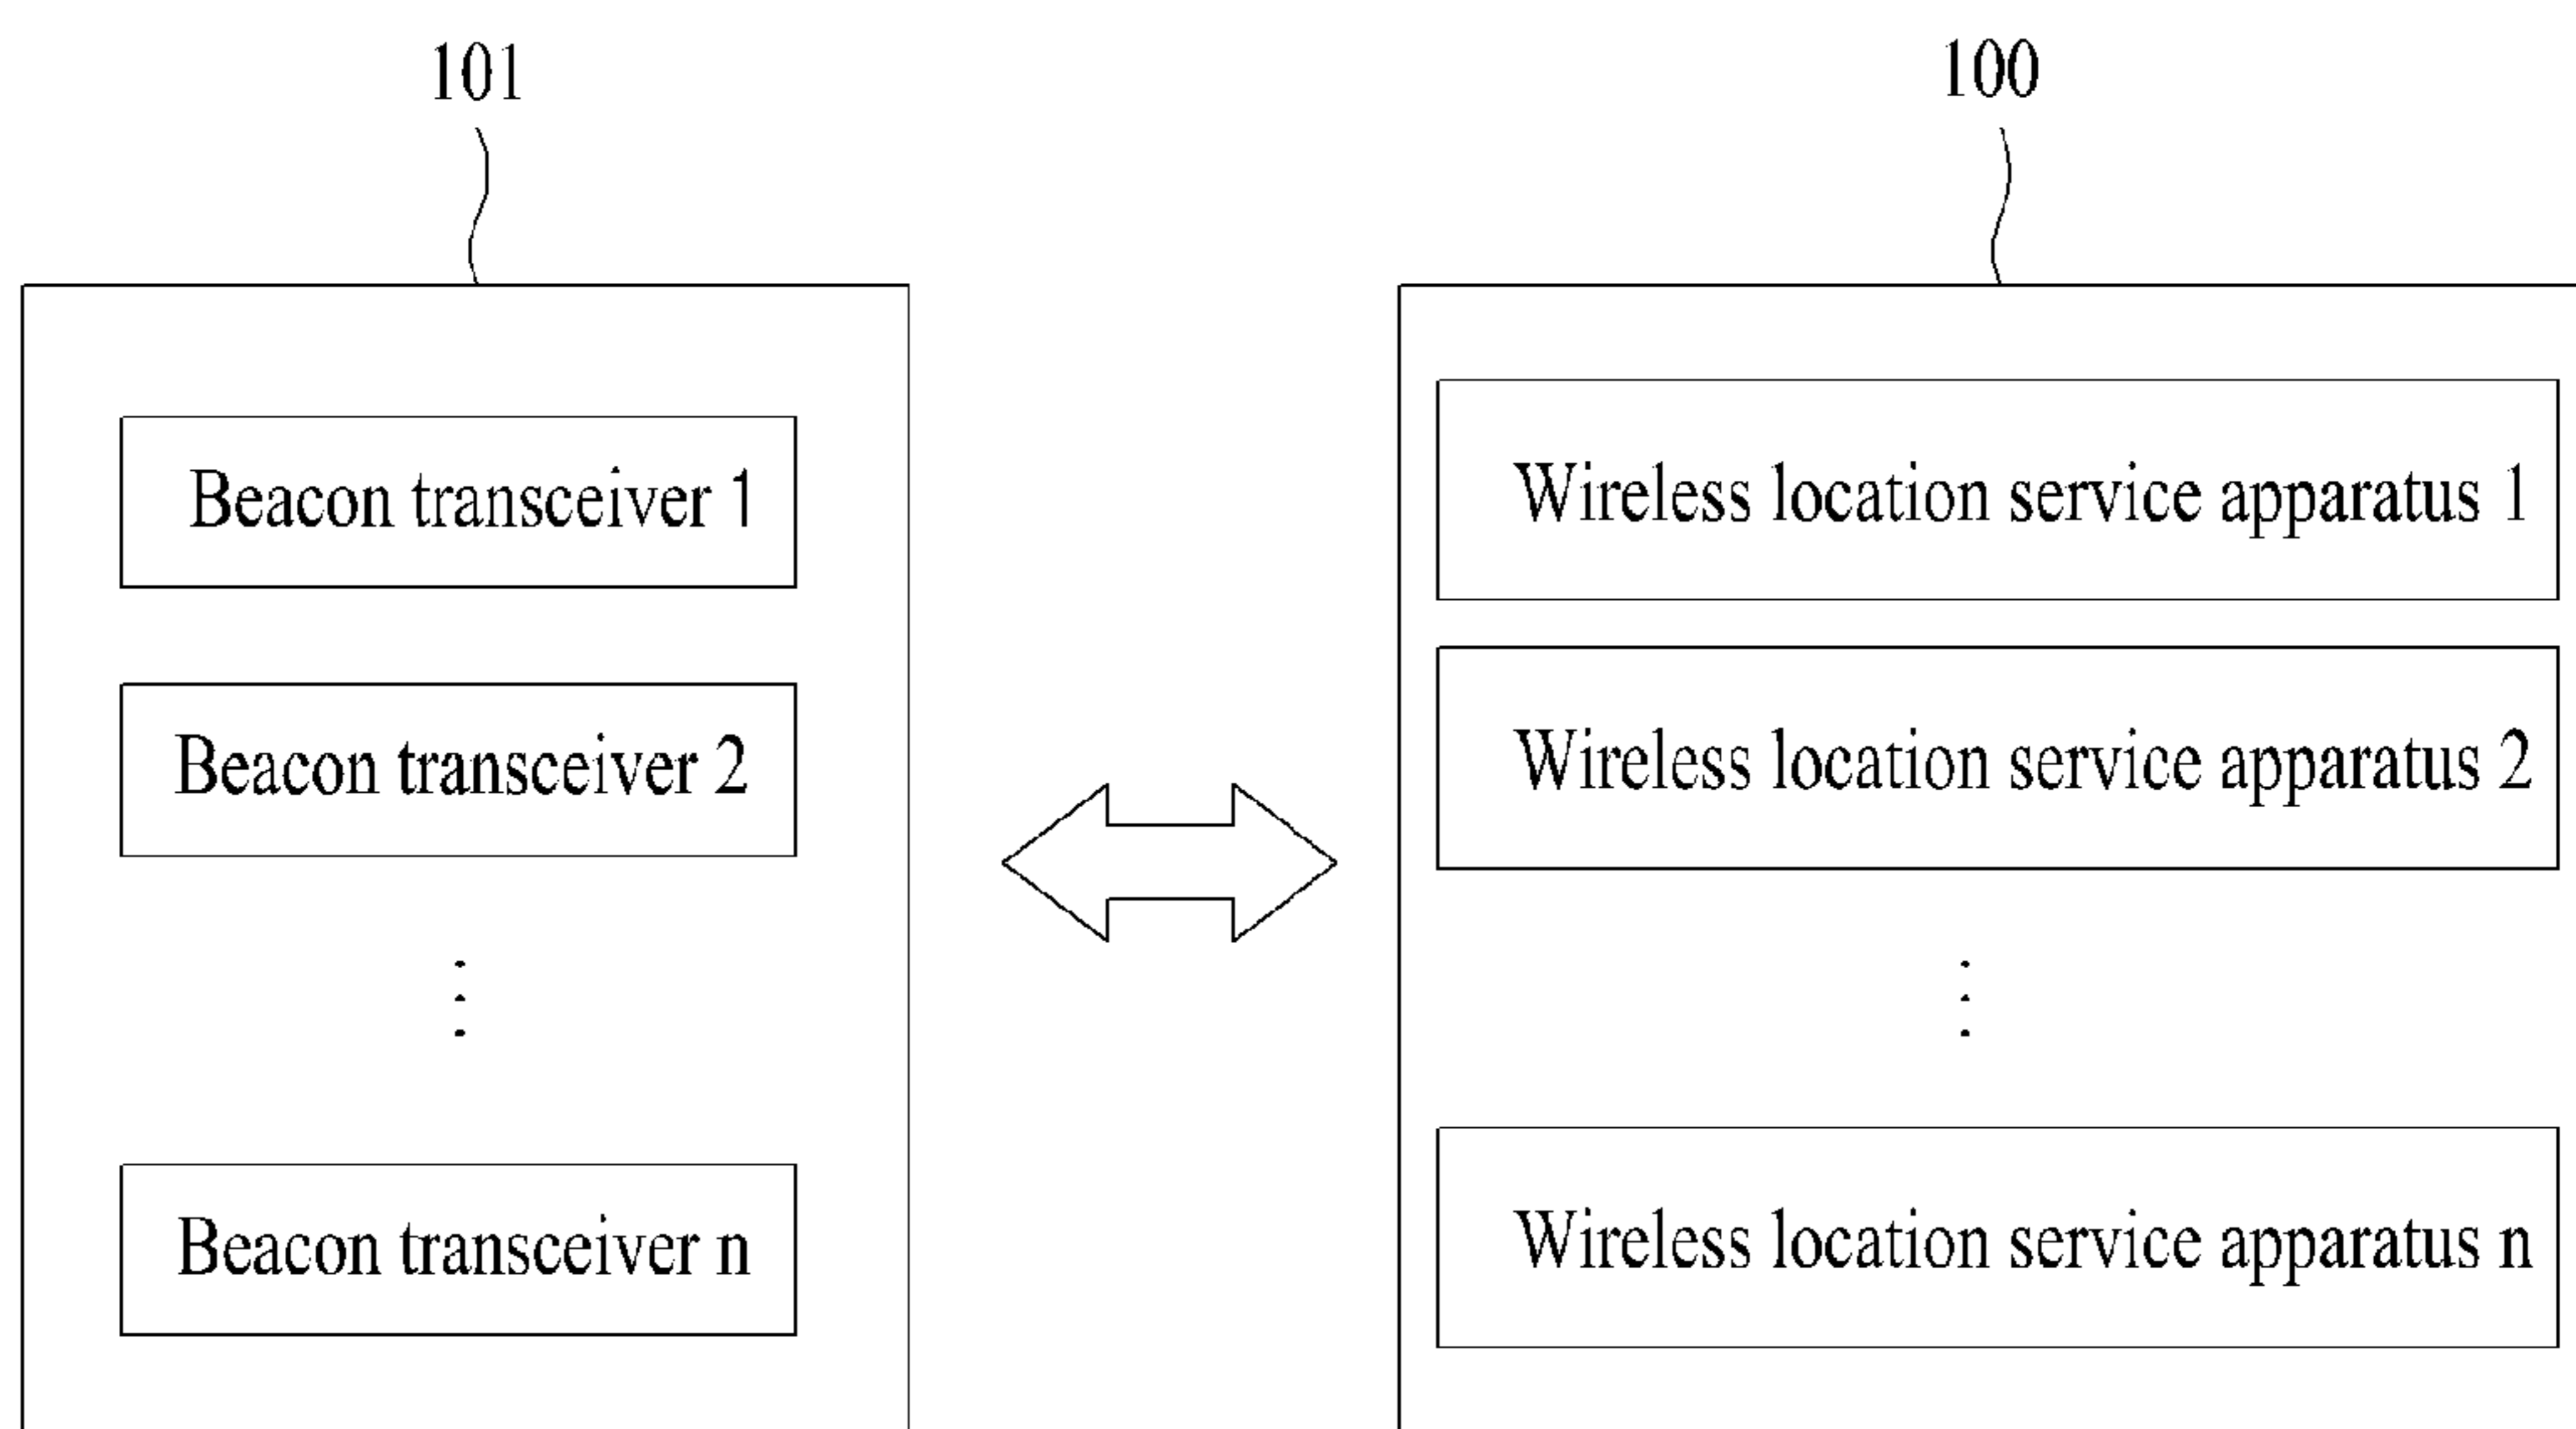 101
100
Beacon transceiver 1
Beacon transceiver 2
Beacon transceiver n
Wireless location service apparatus 1
Wireless location service apparatus 2
Wireless location service apparatus n